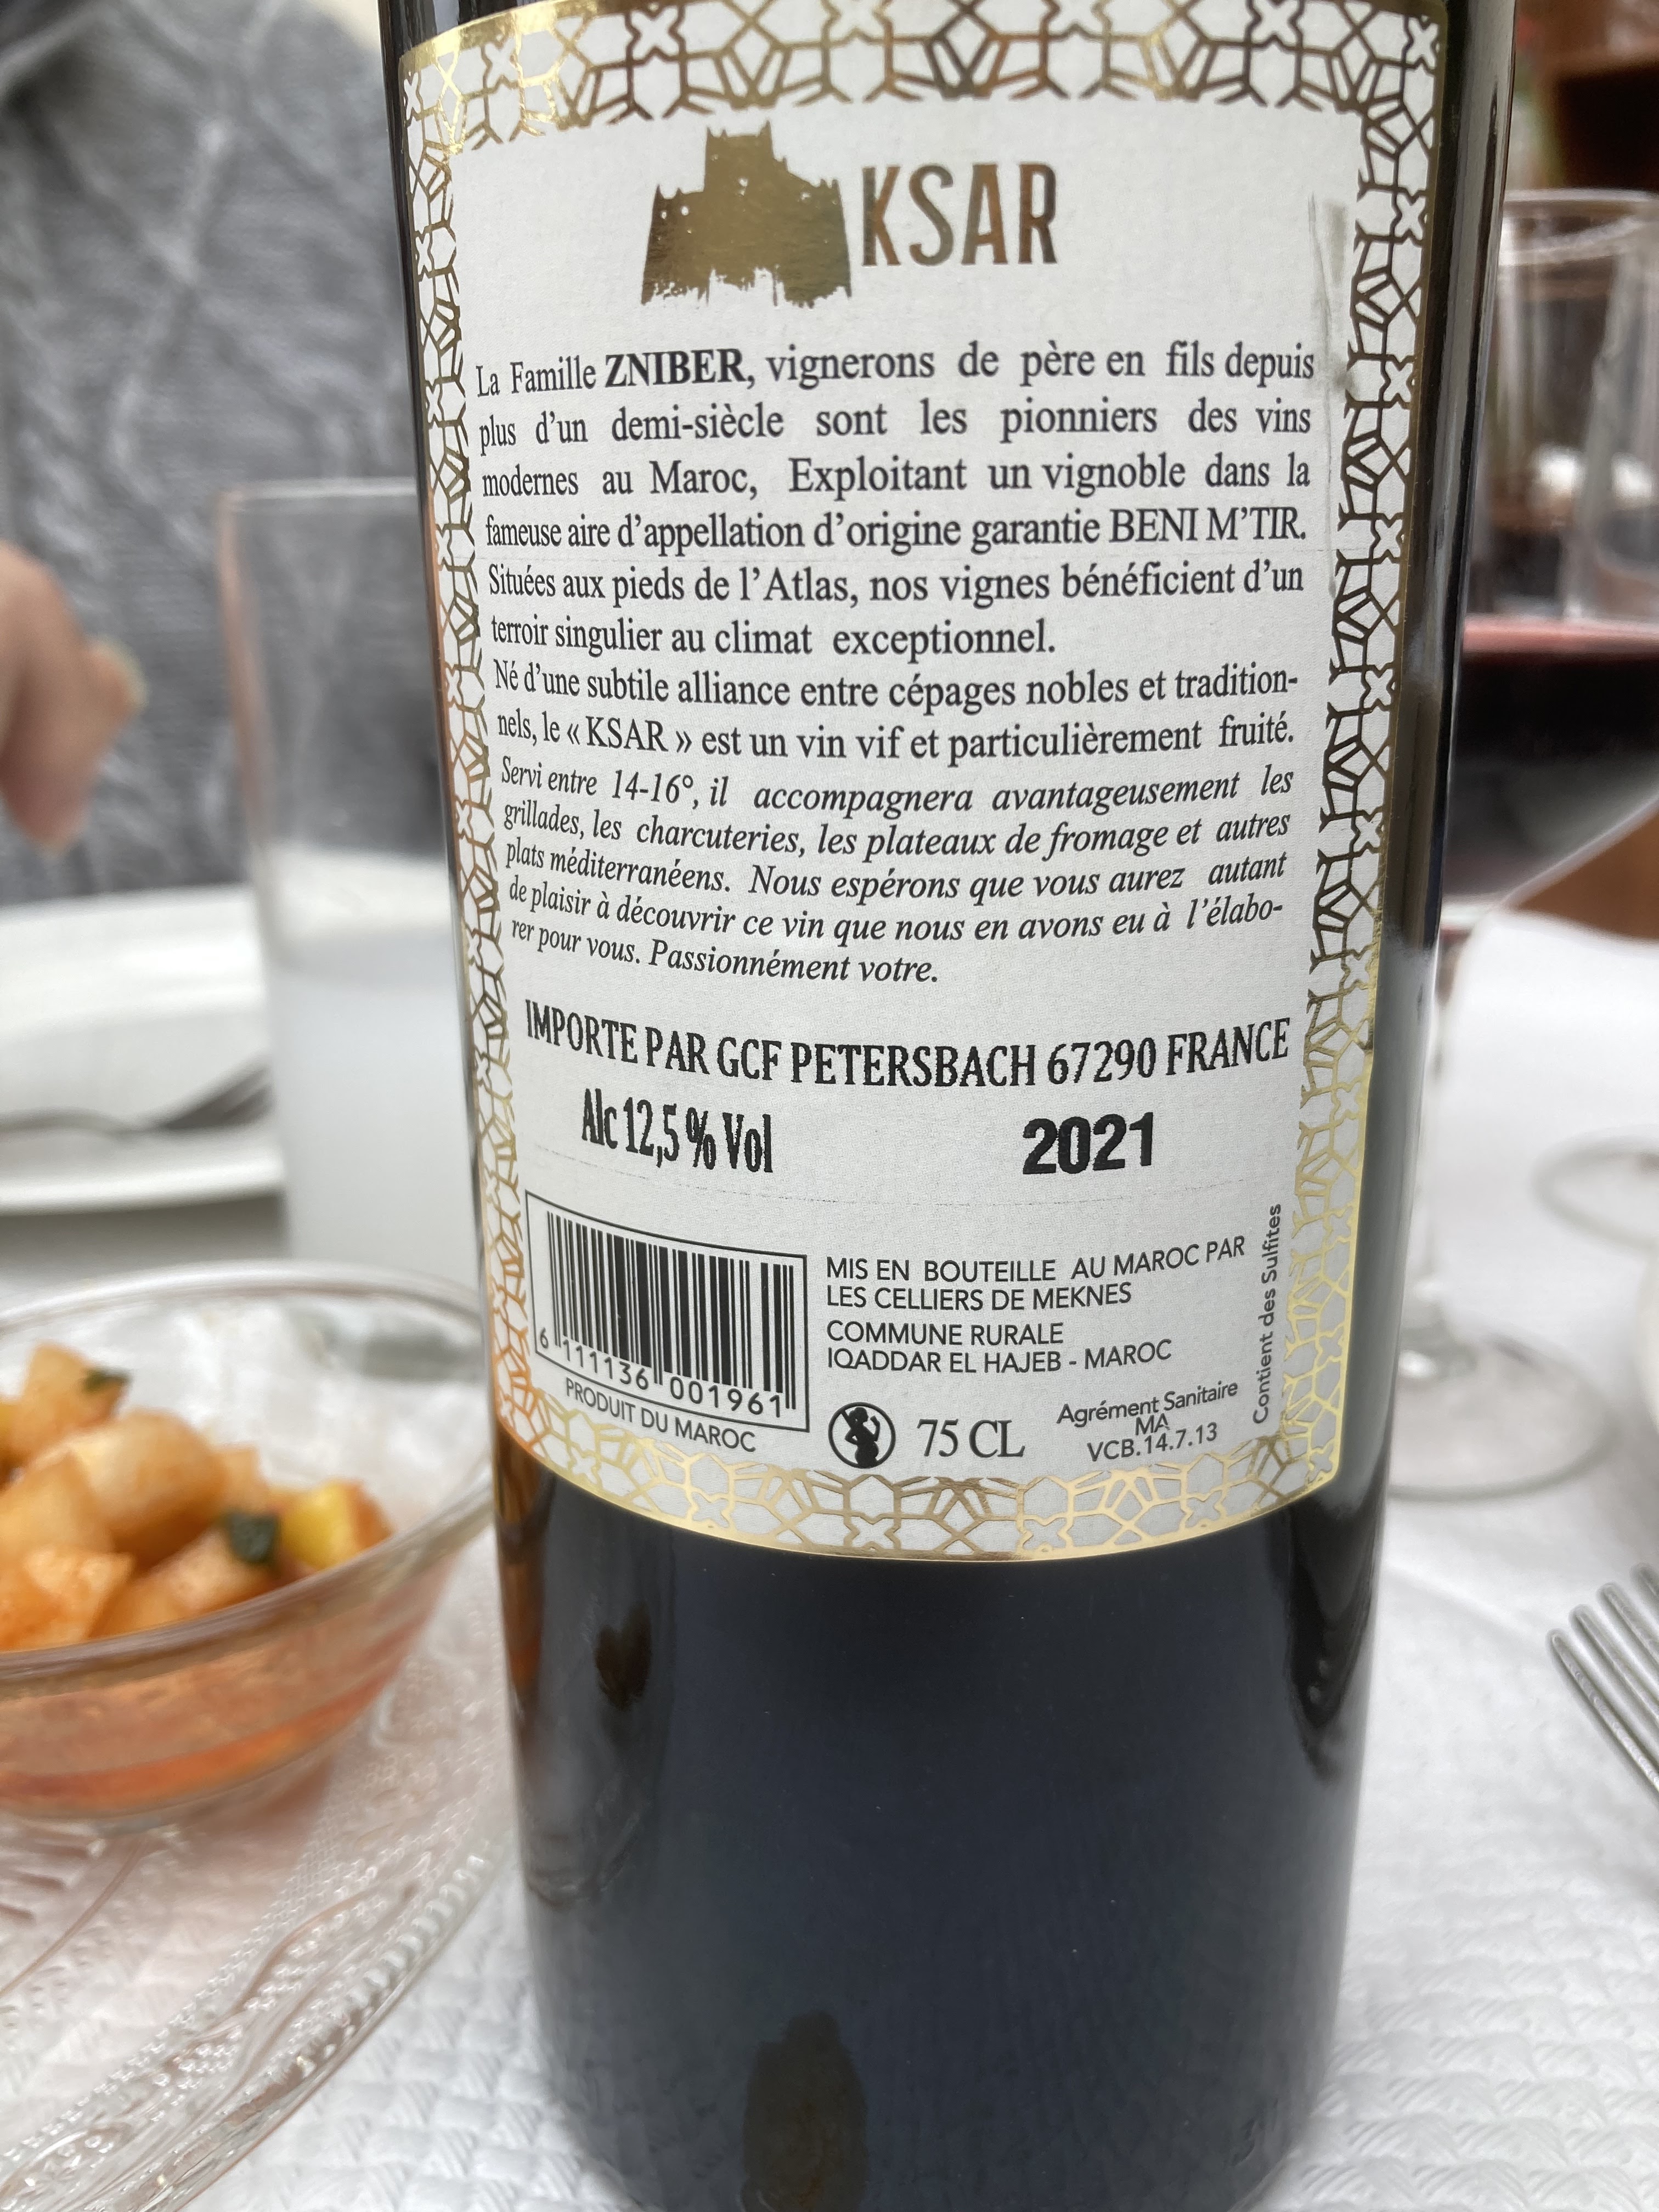 KSAR
La Famille ZNIBER, vignerons de père en fils depuis
plus d'un demi-siècle sont les pionniers des vins
modernes au Maroc, Exploitant un vignoble dans la
fameuse aire d'appellation d'origine garantie BENI M'TIR.
Situées aux pieds de l'Atlas, nos vignes bénéficient d'un
terroir singulier au climat exceptionnel.
Né d'une subtile alliance entre cépages nobles et tradition-
nels, le « KSAR » est un vin vif et particulièrement fruité.
Servi entre 14-16°, il accompagnera avantageusement les
grillades, les charcuteries, les plateaux de fromage et autres
plats méditerranéens. Nous espérons que vous aurez autant
de plaisir à découvrir ce vin que nous en avons eu à l'élabo-
rer pour vous. Passionnément votre.
IMPORTE PAR GCF PETERSBACH 67290 FRANCE
Alc 12,5 % Vol
2021
6 111136 001961
PRODUIT DU MAROC
MIS EN BOUTEILLE AU MAROC PAR
LES CELLIERS DE MEKNES
COMMUNE RURALE
IQADDAR EL HAJEB - MAROC
75 CL
Agrément Sanitaire
MA
VCB.14.7.13
Contient des Sulfites